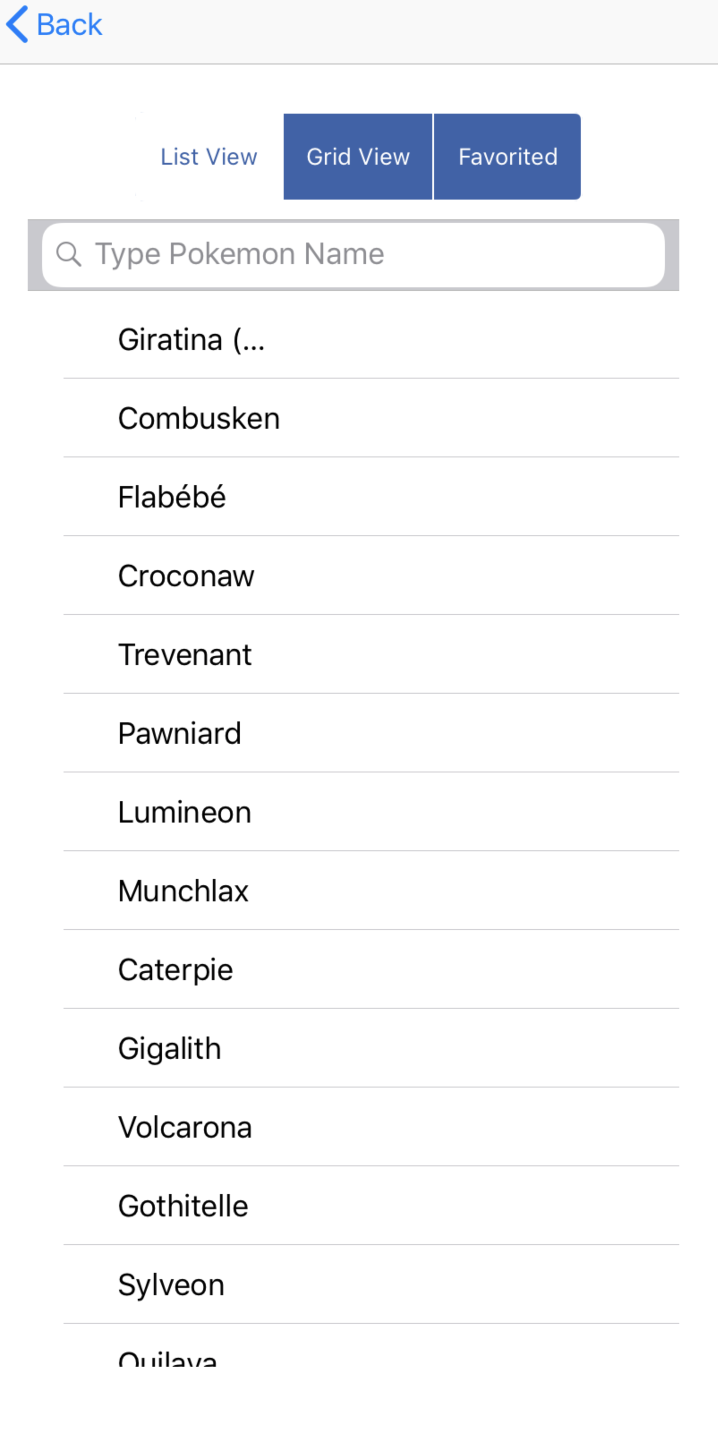 Back
List View Grid View Favorited
Type Pokemon Name
Giratina (...
Combusken
Flabébé
Croconaw
Trevenant
Pawniard
Lumineon
Munchlax
Caterpie
Gigalith
Volcarona
Gothitelle
Sylveon
Quilava